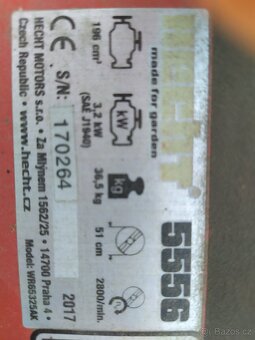 HECHT
made for garden
5556
196 cm³
3,2 kW
(SAE J1940)
36,5 kg
51 cm
2800/min.
CE S/N: 170264
2017
HECHT MOTORS s.r.o. • Za Mlýnem 1562/25 • 14700 Praha 4 •
Czech Republic • www.hecht.cz
Model: WR65325AK